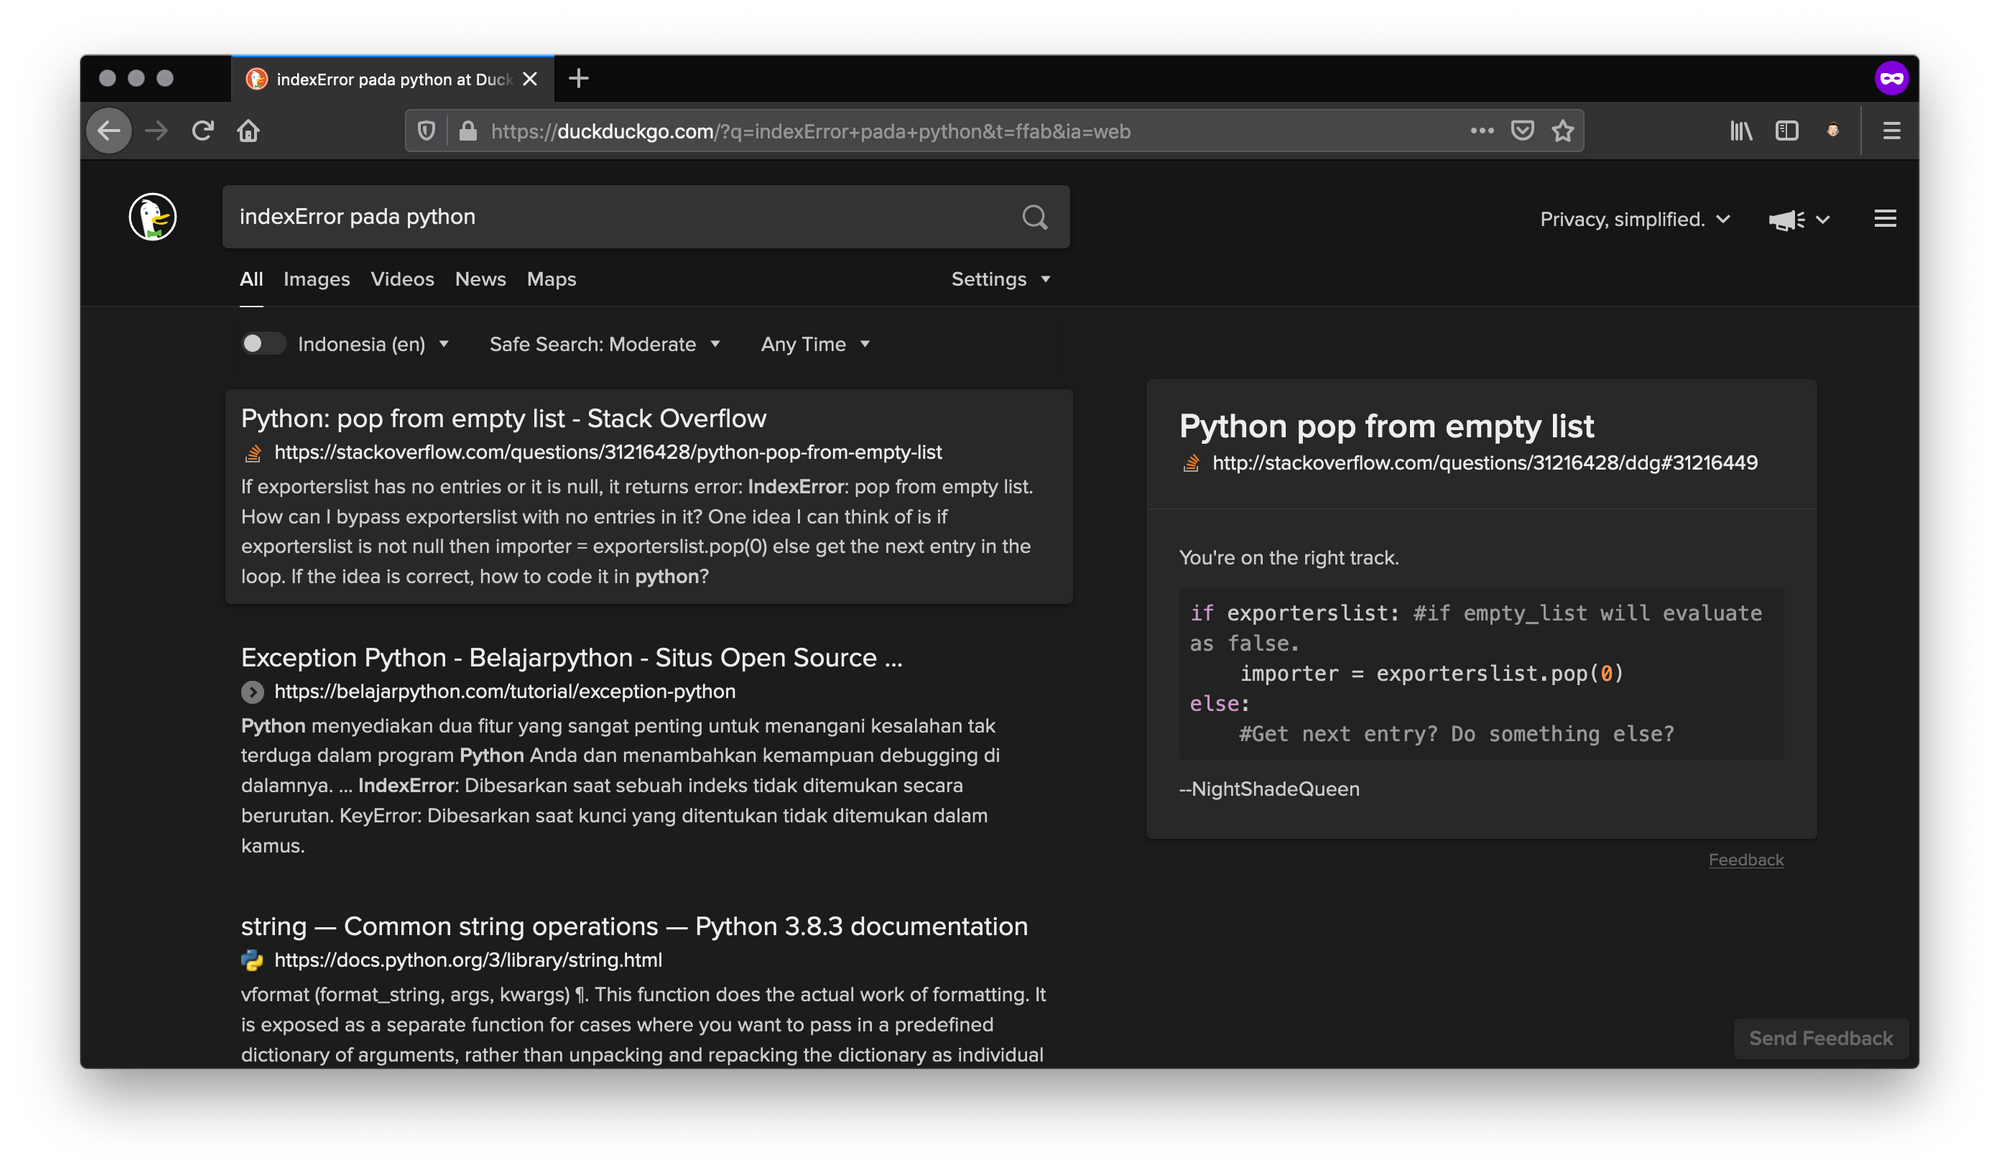 indexError pada python at Duck
https://duckduckgo.com/?q=indexError+pada+python&t=ffab&ia=web
indexError pada python
Privacy, simplified.
All Images Videos News Maps Settings
Indonesia (en) Safe Search: Moderate Any Time
Python: pop from empty list - Stack Overflow
https://stackoverflow.com/questions/31216428/python-pop-from-empty-list
If exporterslist has no entries or it is null, it returns error: IndexError: pop from empty list.
How can I bypass exporterslist with no entries in it? One idea I can think of is if
exporterslist is not null then importer = exporterslist.pop(0) else get the next entry in the
loop. If the idea is correct, how to code it in python?
Exception Python - Belajarpython - Situs Open Source ...
https://belajarpython.com/tutorial/exception-python
Python menyediakan dua fitur yang sangat penting untuk menangani kesalahan tak
terduga dalam program Python Anda dan menambahkan kemampuan debugging di
dalamnya. ... IndexError: Dibesarkan saat sebuah indeks tidak ditemukan secara
berurutan. KeyError: Dibesarkan saat kunci yang ditentukan tidak ditemukan dalam
kamus.
string — Common string operations — Python 3.8.3 documentation
https://docs.python.org/3/library/string.html
vformat (format_string, args, kwargs) ¶. This function does the actual work of formatting. It
is exposed as a separate function for cases where you want to pass in a predefined
dictionary of arguments, rather than unpacking and repacking the dictionary as individual
Python pop from empty list
http://stackoverflow.com/questions/31216428/ddg#31216449
You're on the right track.
if exporterslist: #if empty_list will evaluate
as false.
importer = exporterslist.pop(0)
else:
#Get next entry? Do something else?
--NightShadeQueen
Feedback
Send Feedback